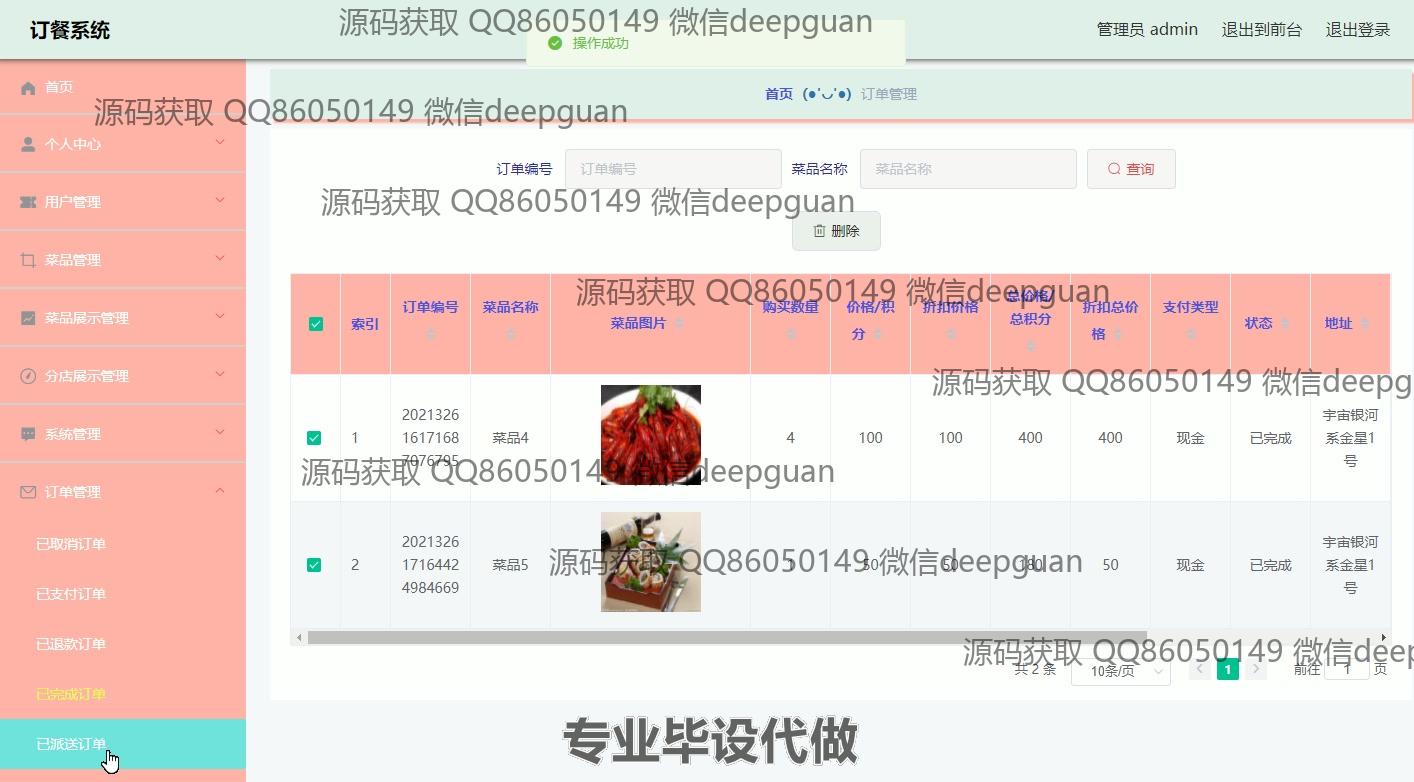 订餐系统
管理员 admin
退出到前台
退出登录
源码获取 QQ86050149 微信deepguan
操作成功
首页
个人中心
用户管理
菜品管理
菜品展示管理
分店展示管理
系统管理
订单管理
已取消订单
已支付订单
已退款订单
已完成订单
已派送订单
源码获取 QQ86050149 微信deepguan
首页 (●'◡'●) 订单管理
订单编号 订单编号 菜品名称 菜品名称 查询
源码获取 QQ86050149 微信deepguan
删除
源码获取 QQ86050149 微信deepguan
索引 订单编号 菜品名称 菜品图片 购买数量 价格/积分 折扣价格 总价格/总积分 折扣总价格 支付类型 状态 地址
源码获取 QQ86050149 微信deepg
1
2021326
1617168
7076795
菜品4 4 100 100 400 400 现金 已完成
宇宙银河
系金星1
号
源码获取 QQ86050149 微信deepguan
2
2021326
1716442
4984669
菜品5 1 50 50 180 50 现金 已完成
宇宙银河
系金星1
号
源码获取 QQ86050149 微信deepguan
源码获取 QQ86050149 微信deep
共 2 条 10条/页 1 前往 1 页
专业毕设代做